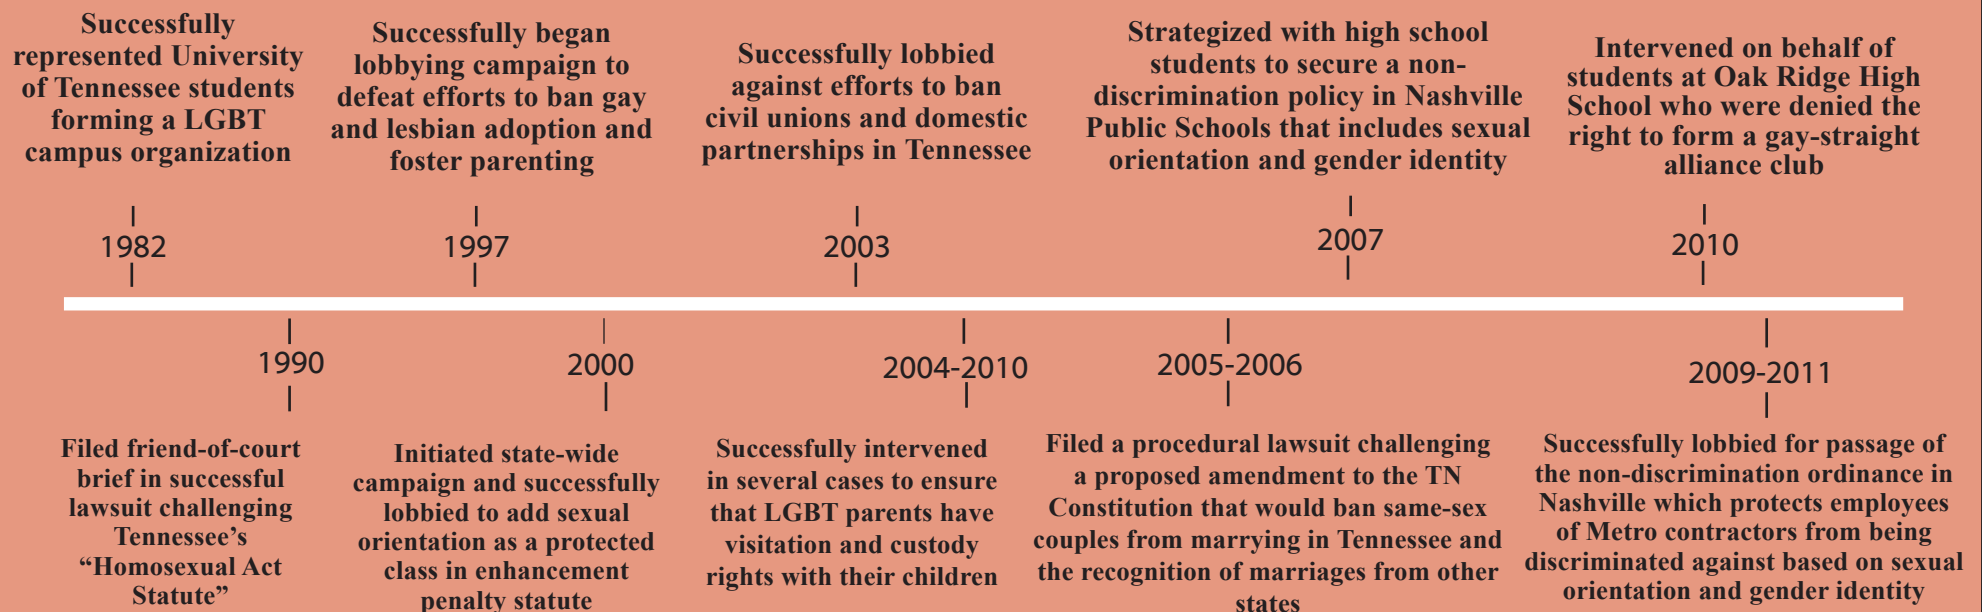 Successfully
represented University
of Tennessee students
forming a LGBT
campus organization
1982
Successfully began
lobbying campaign to
defeat efforts to ban gay
and lesbian adoption and
foster parenting
1997
Successfully lobbied
against efforts to ban
civil unions and domestic
partnerships in Tennessee
2003
Strategized with high school
students to secure a non-
discrimination policy in Nashville
Public Schools that includes sexual
orientation and gender identity
2007
Intervened on behalf of
students at Oak Ridge High
School who were denied the
right to form a gay-straight
alliance club
2010
1990
Filed friend-of-court
brief in successful
lawsuit challenging
Tennessee’s
“Homosexual Act
Statute”
2000
Initiated state-wide
campaign and successfully
lobbied to add sexual
orientation as a protected
class in enhancement
penalty statute
2004-2010
Successfully intervened
in several cases to ensure
that LGBT parents have
visitation and custody
rights with their children
2005-2006
Filed a procedural lawsuit challenging
a proposed amendment to the TN
Constitution that would ban same-sex
couples from marrying in Tennessee and
the recognition of marriages from other
states
2009-2011
Successfully lobbied for passage of
the non-discrimination ordinance in
Nashville which protects employees
of Metro contractors from being
discriminated against based on sexual
orientation and gender identity